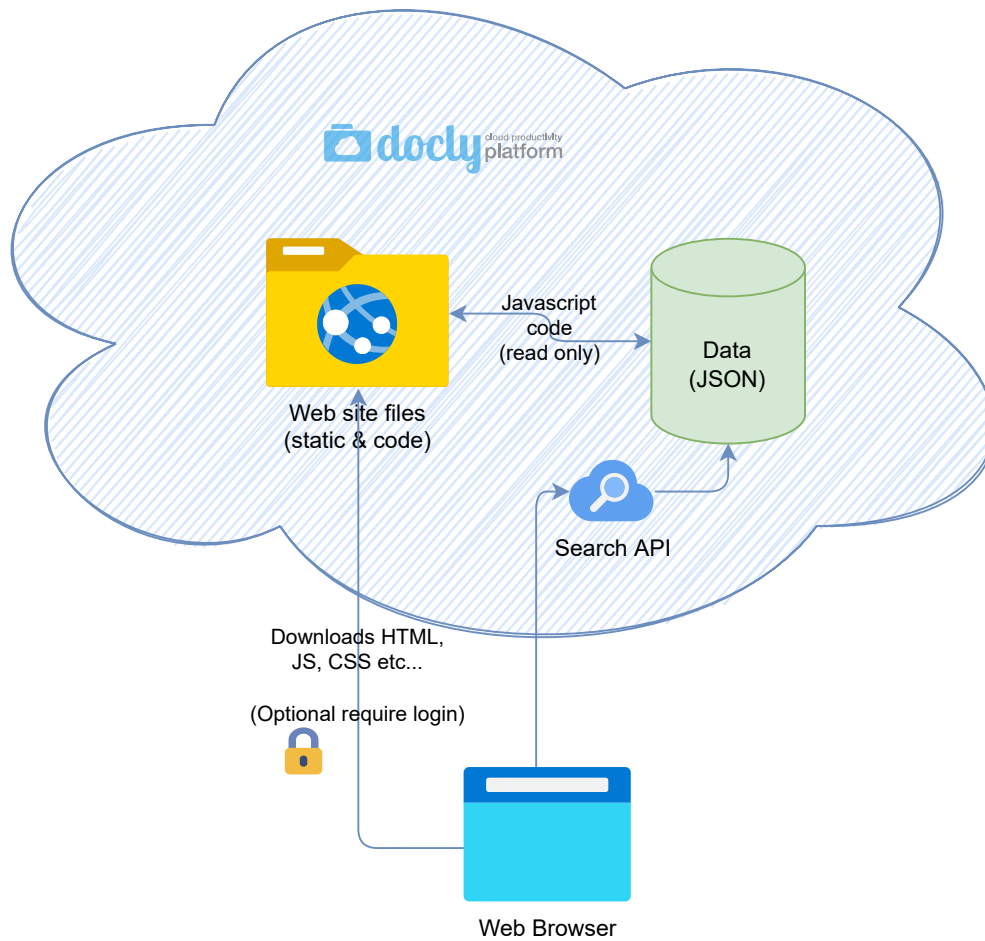 docly
cloud productivity
platform
Javascript
code
(read only)
Data
(JSON)
Web site files
(static & code)
Search API
Downloads HTML,
JS, CSS etc...
(Optional require login)
Web Browser